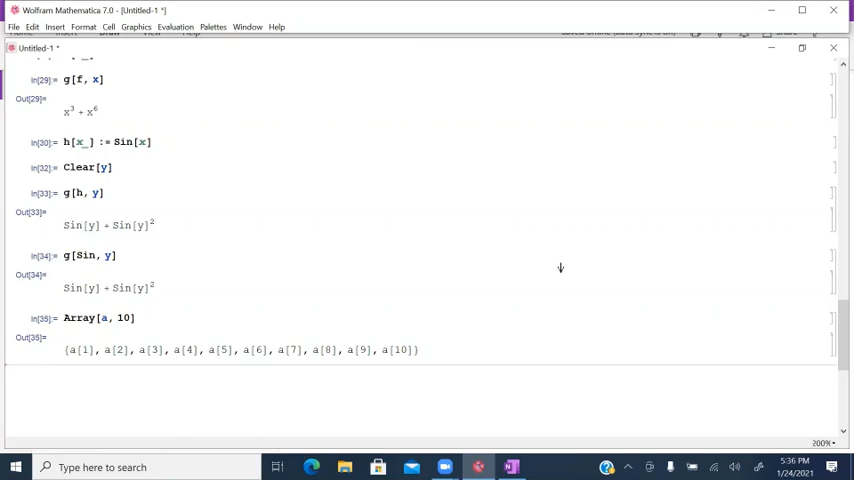 Wolfram Mathematica 7.0 - [Untitled-1 *]
File Edit Insert Format Cell Graphics Evaluation Palettes Window Help
Untitled-1 *
In[29]:= g[f, x]
Out[29]=
x^3 + x^6
In[30]:= h[x_] := Sin[x]
In[32]:= Clear[y]
In[33]:= g[h, y]
Out[33]=
Sin[y] + Sin[y]^2
In[34]:= g[Sin, y]
Out[34]=
Sin[y] + Sin[y]^2
In[35]:= Array[a, 10]
Out[35]=
{a[1], a[2], a[3], a[4], a[5], a[6], a[7], a[8], a[9], a[10]}
200%
Type here to search
5:36 PM
1/24/2021